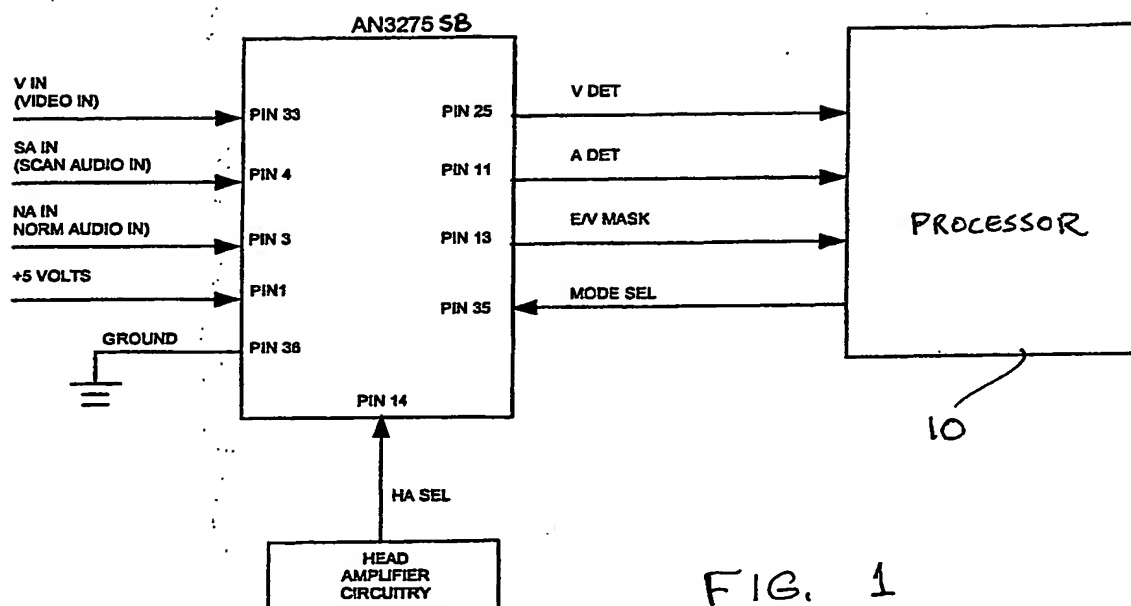 AN3275 SB
V IN
(VIDEO IN)
PIN 33
PIN 25
V DET
SA IN
(SCAN AUDIO IN)
PIN 4
PIN 11
A DET
NA IN
NORM AUDIO IN)
PIN 3
PIN 13
E/V MASK
PROCESSOR
+5 VOLTS
PIN1
PIN 35
MODE SEL
GROUND
PIN 36
PIN 14
10
HA SEL
HEAD
AMPLIFIER
CIRCUITRY
FIG. 1